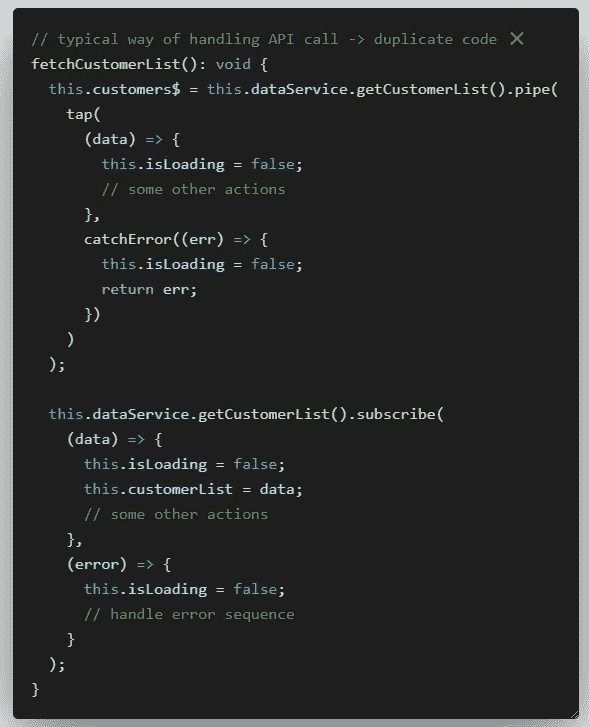 // typical way of handling API call -> duplicate code ✕
fetchCustomerList(): void {
  this.customers$ = this.dataService.getCustomerList().pipe(
    tap(
      (data) => {
        this.isLoading = false;
        // some other actions
      },
      catchError((err) => {
        this.isLoading = false;
        return err;
      })
    )
  );

  this.dataService.getCustomerList().subscribe(
    (data) => {
      this.isLoading = false;
      this.customerList = data;
      // some other actions
    },
    (error) => {
      this.isLoading = false;
      // handle error sequence
    }
  );
}